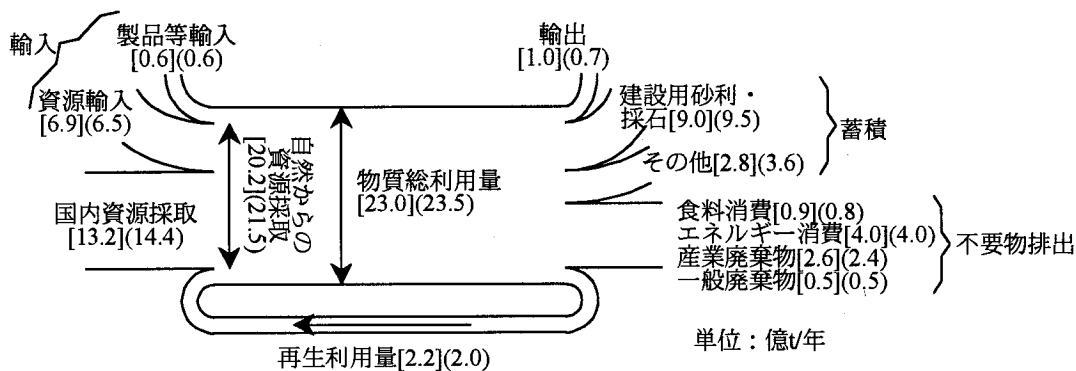 輸入
製品等輸入
[0.6](0.6)
資源輸入
[6.9](6.5)
国内資源採取
[13.2](14.4)
自然からの
資源採取
[20.2](21.5)
物質総利用量
[23.0](23.5)
輸出
[1.0](0.7)
建設用砂利・
採石[9.0](9.5)
その他[2.8](3.6)
蓄積
食料消費[0.9](0.8)
エネルギー消費[4.0](4.0)
産業廃棄物[2.6](2.4)
一般廃棄物[0.5](0.5)
不要物排出
再生利用量[2.2](2.0)
単位：億t/年